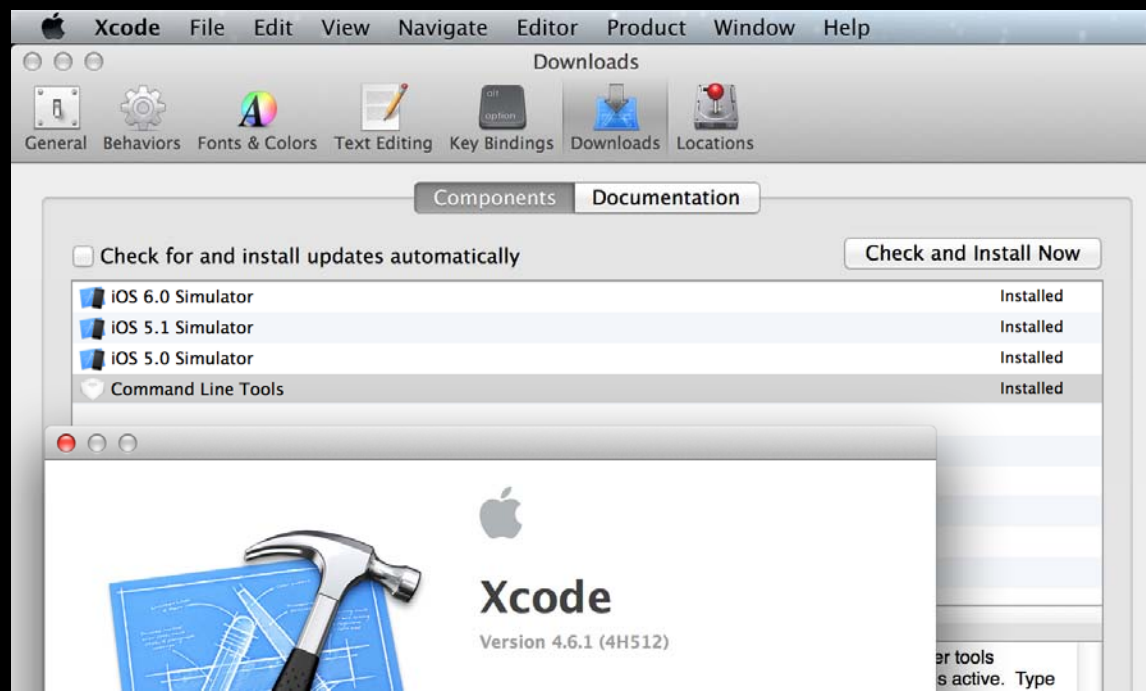 Xcode File Edit View Navigate Editor Product Window Help
Downloads
alt
option
General Behaviors Fonts & Colors Text Editing Key Bindings Downloads Locations
Components Documentation
Check for and install updates automatically Check and Install Now
iOS 6.0 Simulator Installed
iOS 5.1 Simulator Installed
iOS 5.0 Simulator Installed
Command Line Tools Installed
Xcode
Version 4.6.1 (4H512)
er tools
s active. Type